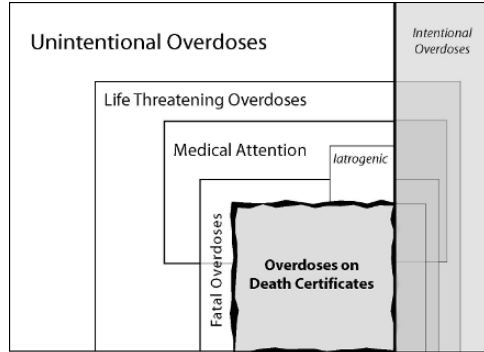 Unintentional Overdoses
Intentional
Overdoses
Life Threatening Overdoses
Medical Attention
Iatrogenic
Fatal Overdoses
Overdoses on
Death Certificates